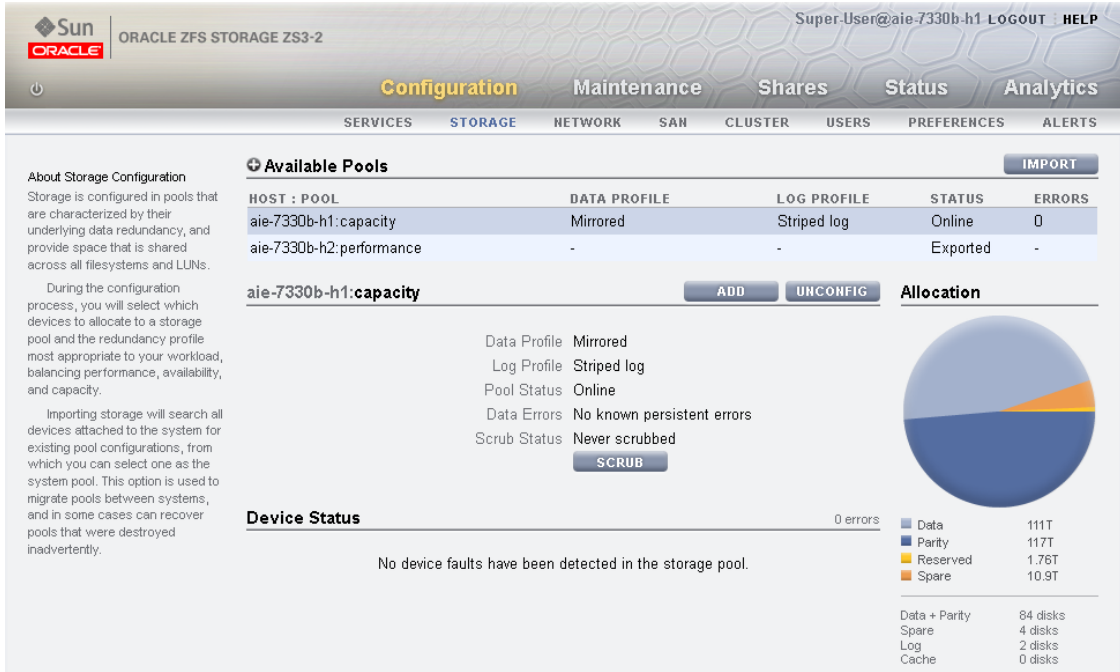 Super-User@aie-7330b-h1 LOGOUT HELP
Sun
ORACLE
ORACLE ZFS STORAGE ZS3-2
Configuration Maintenance Shares Status Analytics
SERVICES STORAGE NETWORK SAN CLUSTER USERS PREFERENCES ALERTS
About Storage Configuration
Storage is configured in pools that
are characterized by their
underlying data redundancy, and
provide space that is shared
across all filesystems and LUNs.
During the configuration
process, you will select which
devices to allocate to a storage
pool and the redundancy profile
most appropriate to your workload,
balancing performance, availability,
and capacity.
Importing storage will search all
devices attached to the system for
existing pool configurations, from
which you can select one as the
system pool. This option is used to
migrate pools between systems,
and in some cases can recover
pools that were destroyed
inadvertently.
Available Pools IMPORT
HOST : POOL DATA PROFILE LOG PROFILE STATUS ERRORS
aie-7330b-h1:capacity Mirrored Striped log Online 0
aie-7330b-h2:performance - - Exported -
aie-7330b-h1:capacity ADD UNCONFIG
Data Profile Mirrored
Log Profile Striped log
Pool Status Online
Data Errors No known persistent errors
Scrub Status Never scrubbed
SCRUB
Device Status 0 errors
No device faults have been detected in the storage pool.
Allocation
Data 111T
Parity 117T
Reserved 1.76T
Spare 10.9T
Data + Parity 84 disks
Spare 4 disks
Log 2 disks
Cache 0 disks